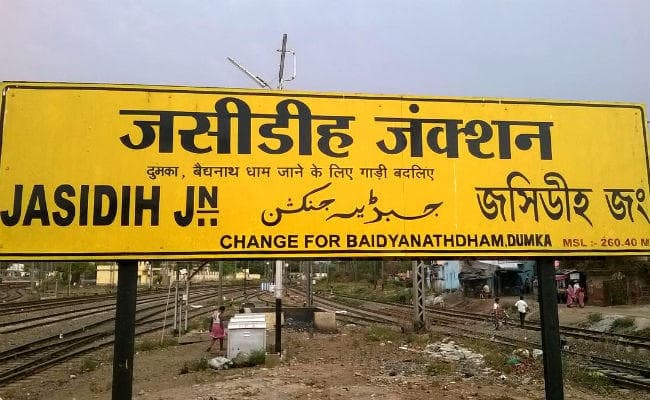 जसीडीह जंक्शन
दुमका, बैद्यनाथ धाम जाने के लिए गाड़ी बदलिए
JASIDIH JN جسیڈیہ جنکشن जसिडीह जं
CHANGE FOR BAIDYANATHDHAM,DUMKA MSL :- 260.40 M